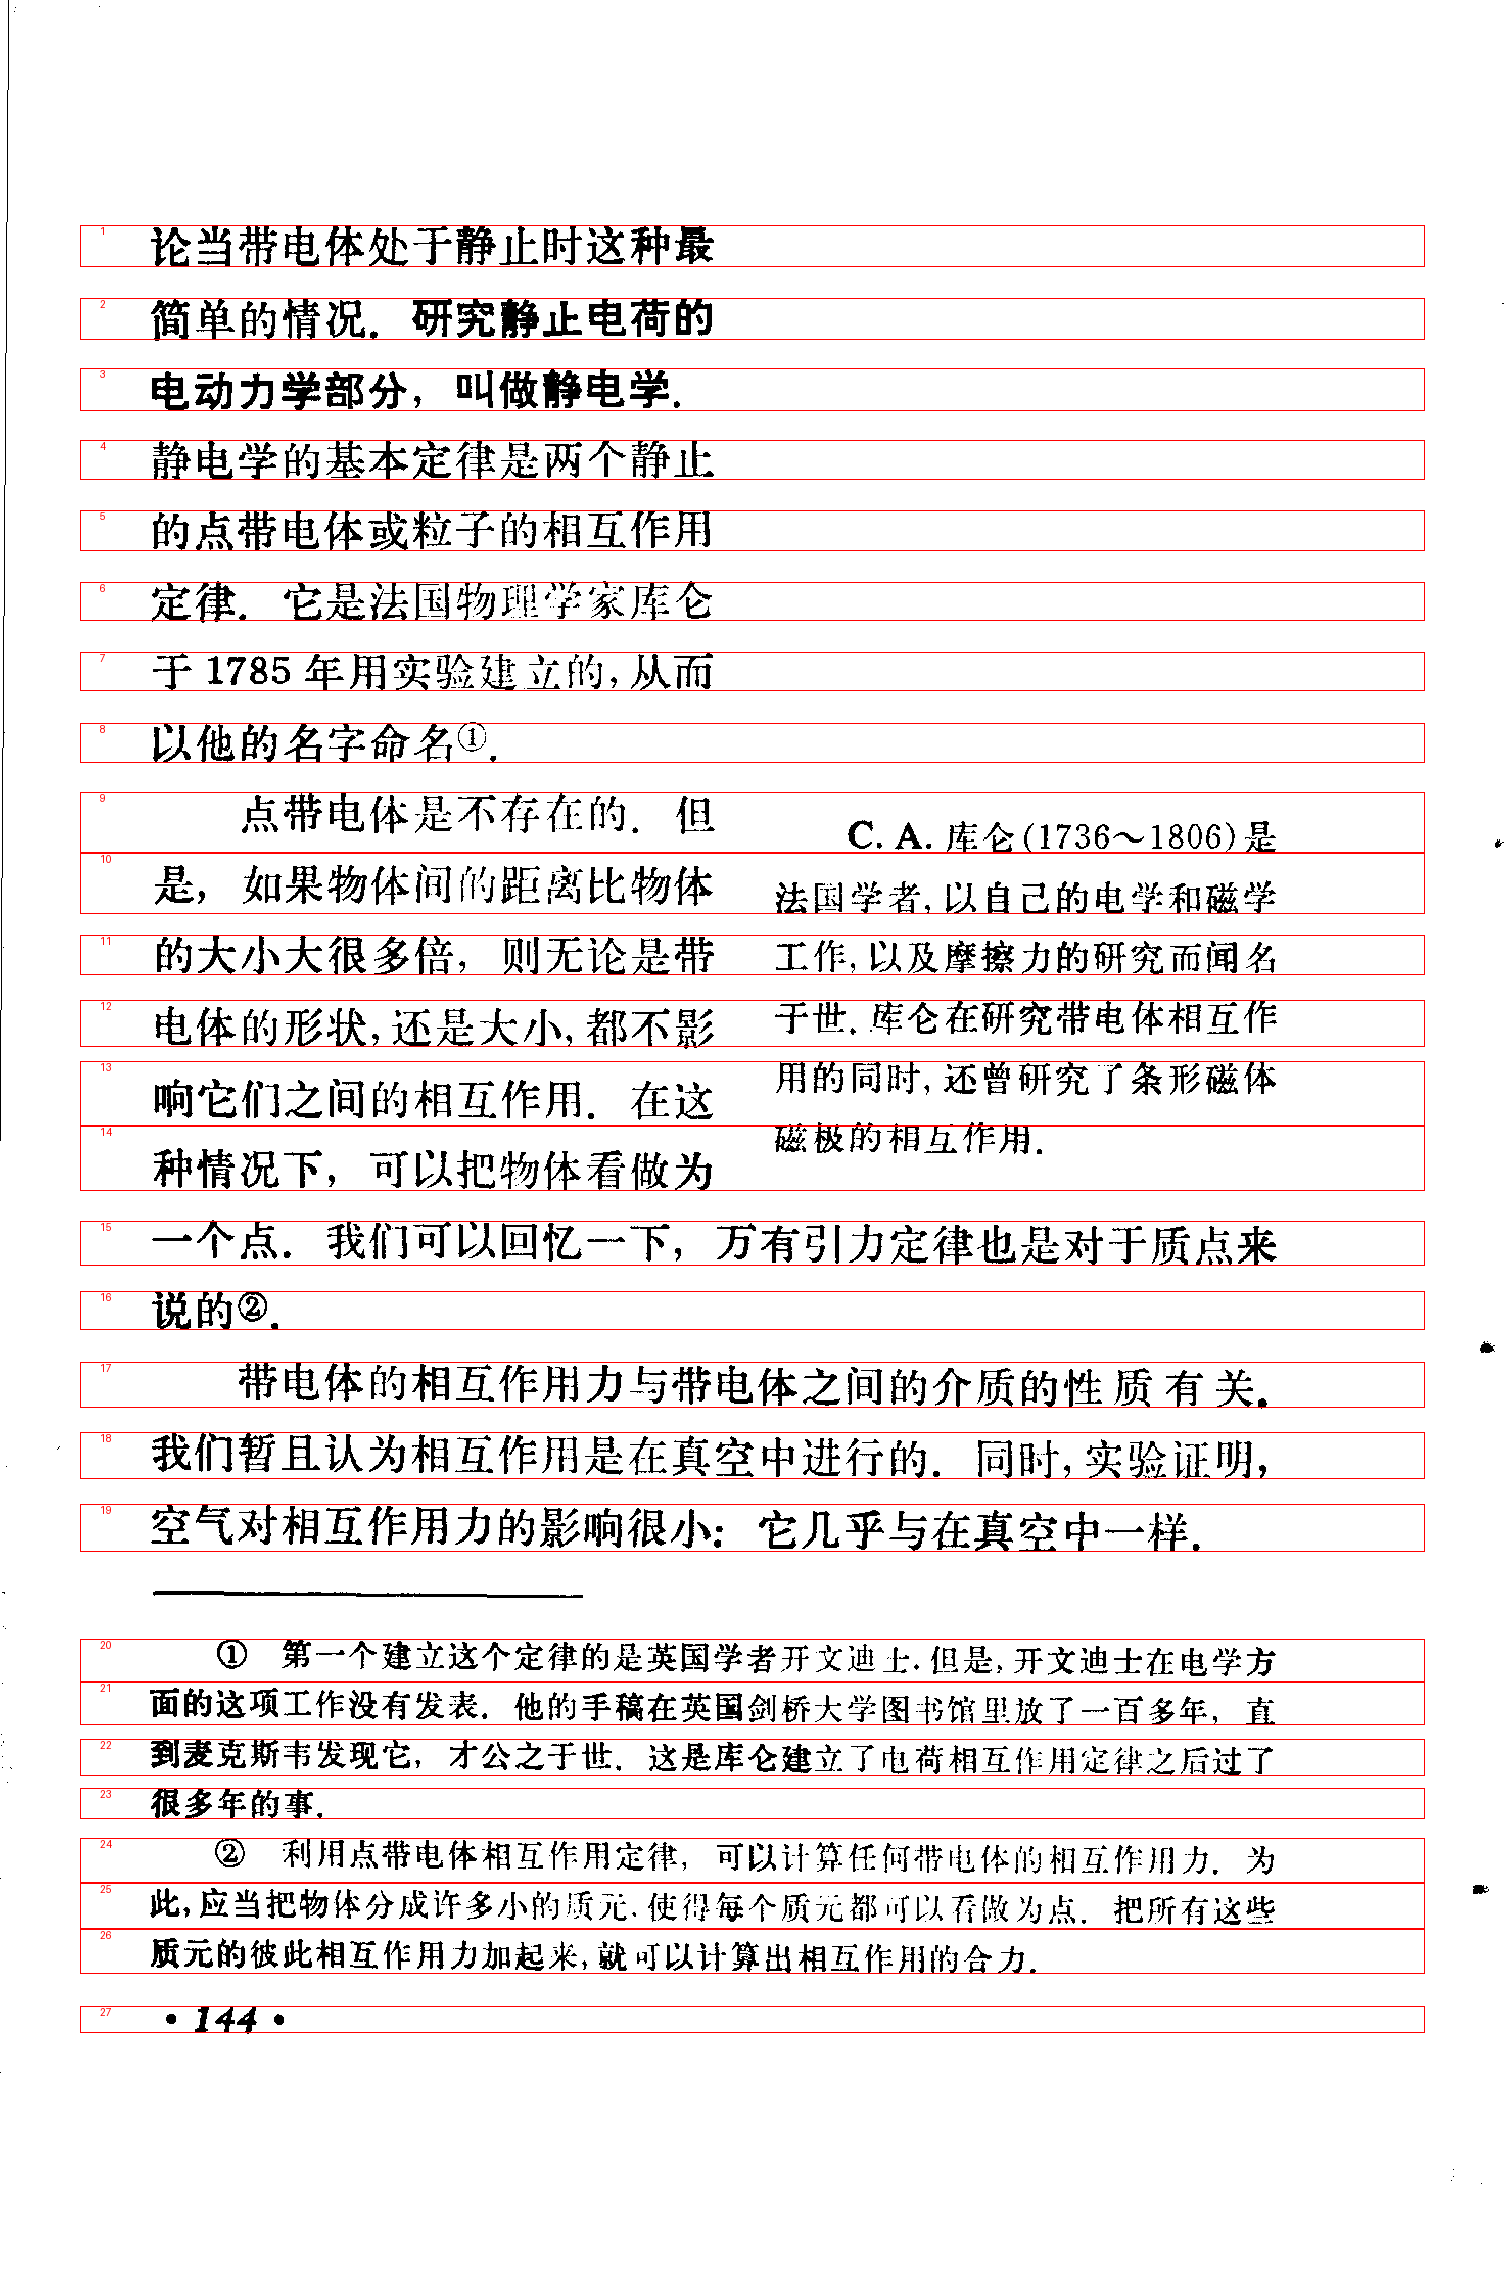 论当带电体处于静止时这种最
简单的情况．研究静止电荷的
电动力学部分，叫做静电学．
静电学的基本定律是两个静止
的点带电体或粒子的相互作用
定律．它是法国物理学家库仑
于 1785 年用实验建立的，从而
以他的名字命名①．
点带电体是不存在的．但
是，如果物体间的距离比物体
的大小大很多倍，则无论是带
电体的形状，还是大小，都不影
响它们之间的相互作用．在这
种情况下，可以把物体看做为
C. A. 库仑(1736～1806)是
法国学者，以自己的电学和磁学
工作，以及摩擦力的研究而闻名
于世．库仑在研究带电体相互作
用的同时，还曾研究了条形磁体
磁极的相互作用．
一个点．我们可以回忆一下，万有引力定律也是对于质点来
说的②．
带电体的相互作用力与带电体之间的介质的性质有关．
我们暂且认为相互作用是在真空中进行的．同时，实验证明，
空气对相互作用力的影响很小：它几乎与在真空中一样．
① 第一个建立这个定律的是英国学者开文迪士．但是，开文迪士在电学方
面的这项工作没有发表．他的手稿在英国剑桥大学图书馆里放了一百多年，直
到麦克斯韦发现它，才公之于世．这是库仑建立了电荷相互作用定律之后过了
很多年的事．
② 利用点带电体相互作用定律，可以计算任何带电体的相互作用力．为
此，应当把物体分成许多小的质元，使得每个质元都可以看做为点．把所有这些
质元的彼此相互作用力加起来，就可以计算出相互作用的合力．
• 144 •